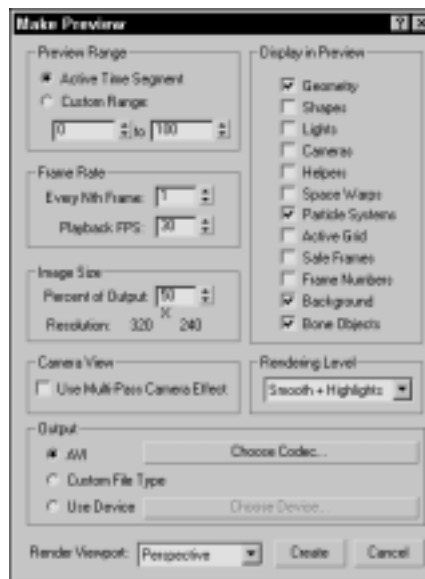 Make Preview
Preview Range
Active Time Segment
Custom Range:
0 to 100
Frame Rate
Every Nth Frame: 1
Playback FPS: 30
Image Size
Percent of Output: 50
X
Resolution: 320 240
Camera View
Use Multi-Pass Camera Effect
Display in Preview
Geometry
Shapes
Lights
Cameras
Helpers
Space Warps
Particle Systems
Active Grid
Safe Frames
Frame Numbers
Background
Bone Objects
Rendering Level
Smooth + Highlights
Output
AVI
Choose Codec...
Custom File Type
Use Device
Choose Device...
Render Viewport: Perspective
Create
Cancel